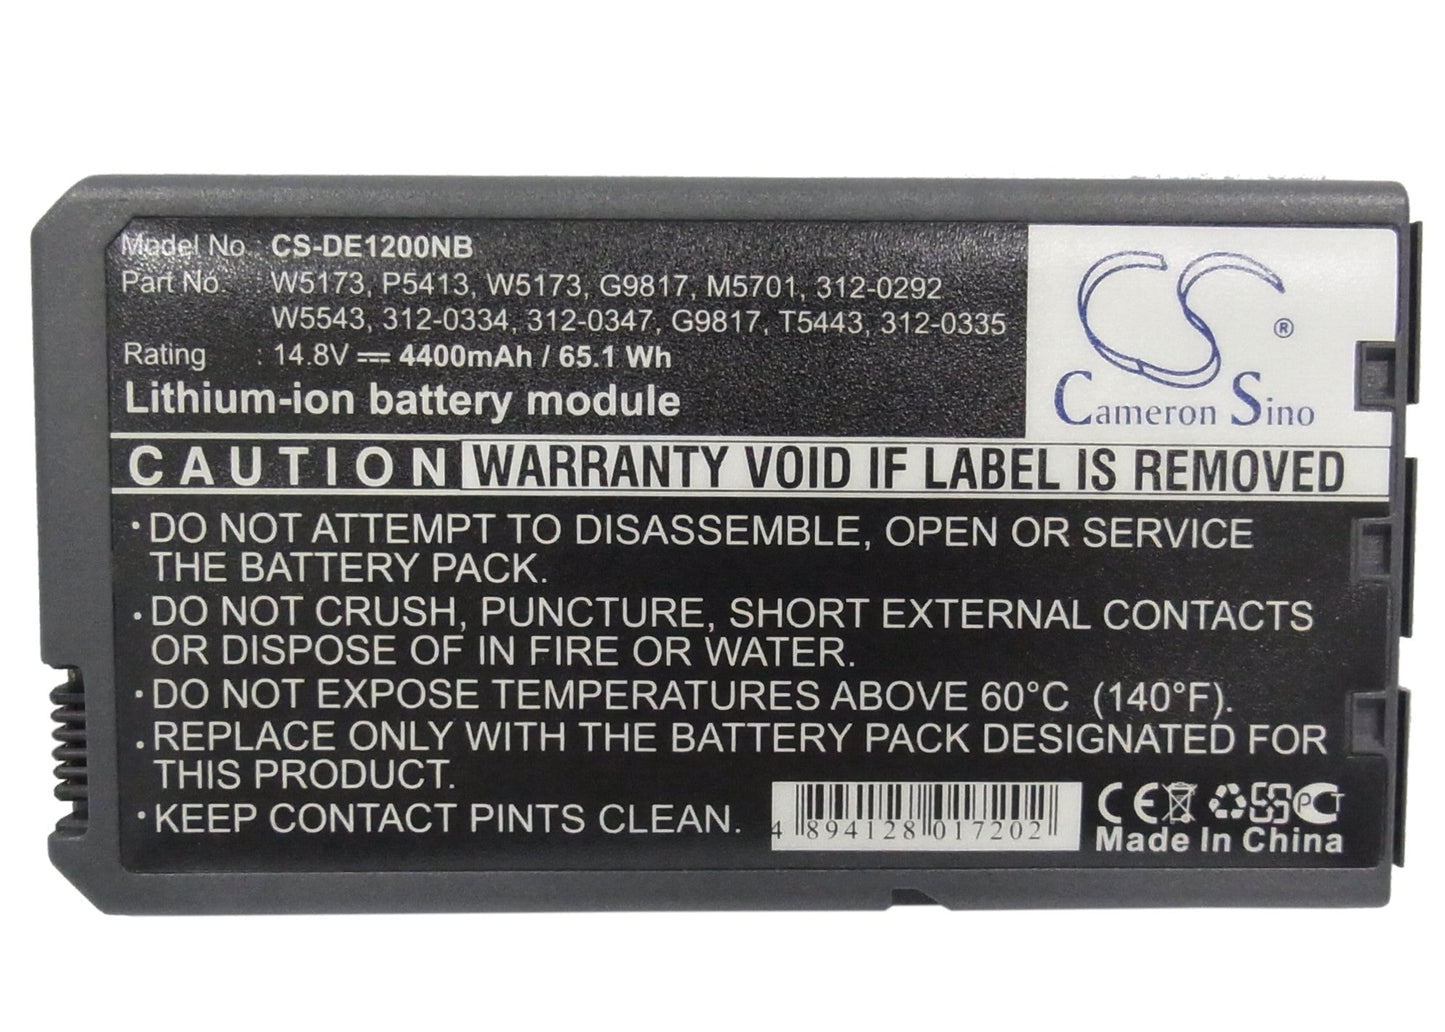 Model No. : CS-DE1200NB
Part No. : W5173, P5413, W5173, G9817, M5701, 312-0292
W5543, 312-0334, 312-0347, G9817, T5443, 312-0335
Rating : 14.8V 4400mAh / 65.1 Wh
Lithium-ion battery module
CS ®
Cameron Sino
CAUTION WARRANTY VOID IF LABEL IS REMOVED
· DO NOT ATTEMPT TO DISASSEMBLE, OPEN OR SERVICE
THE BATTERY PACK.
· DO NOT CRUSH, PUNCTURE, SHORT EXTERNAL CONTACTS
OR DISPOSE OF IN FIRE OR WATER.
· DO NOT EXPOSE TEMPERATURES ABOVE 60°C (140°F).
· REPLACE ONLY WITH THE BATTERY PACK DESIGNATED FOR
THIS PRODUCT.
· KEEP CONTACT PINTS CLEAN.
4 894128 017202
CE PCT
Made In China